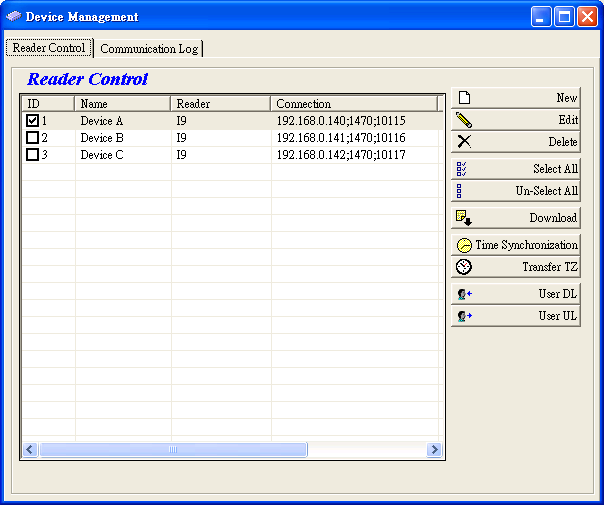 Device Management
Reader Control Communication Log
Reader Control
ID Name Reader Connection
1 Device A I9 192.168.0.140;1470;10115
2 Device B I9 192.168.0.141;1470;10116
3 Device C I9 192.168.0.142;1470;10117
New
Edit
Delete
Select All
Un-Select All
Download
Time Synchronization
Transfer TZ
User DL
User UL